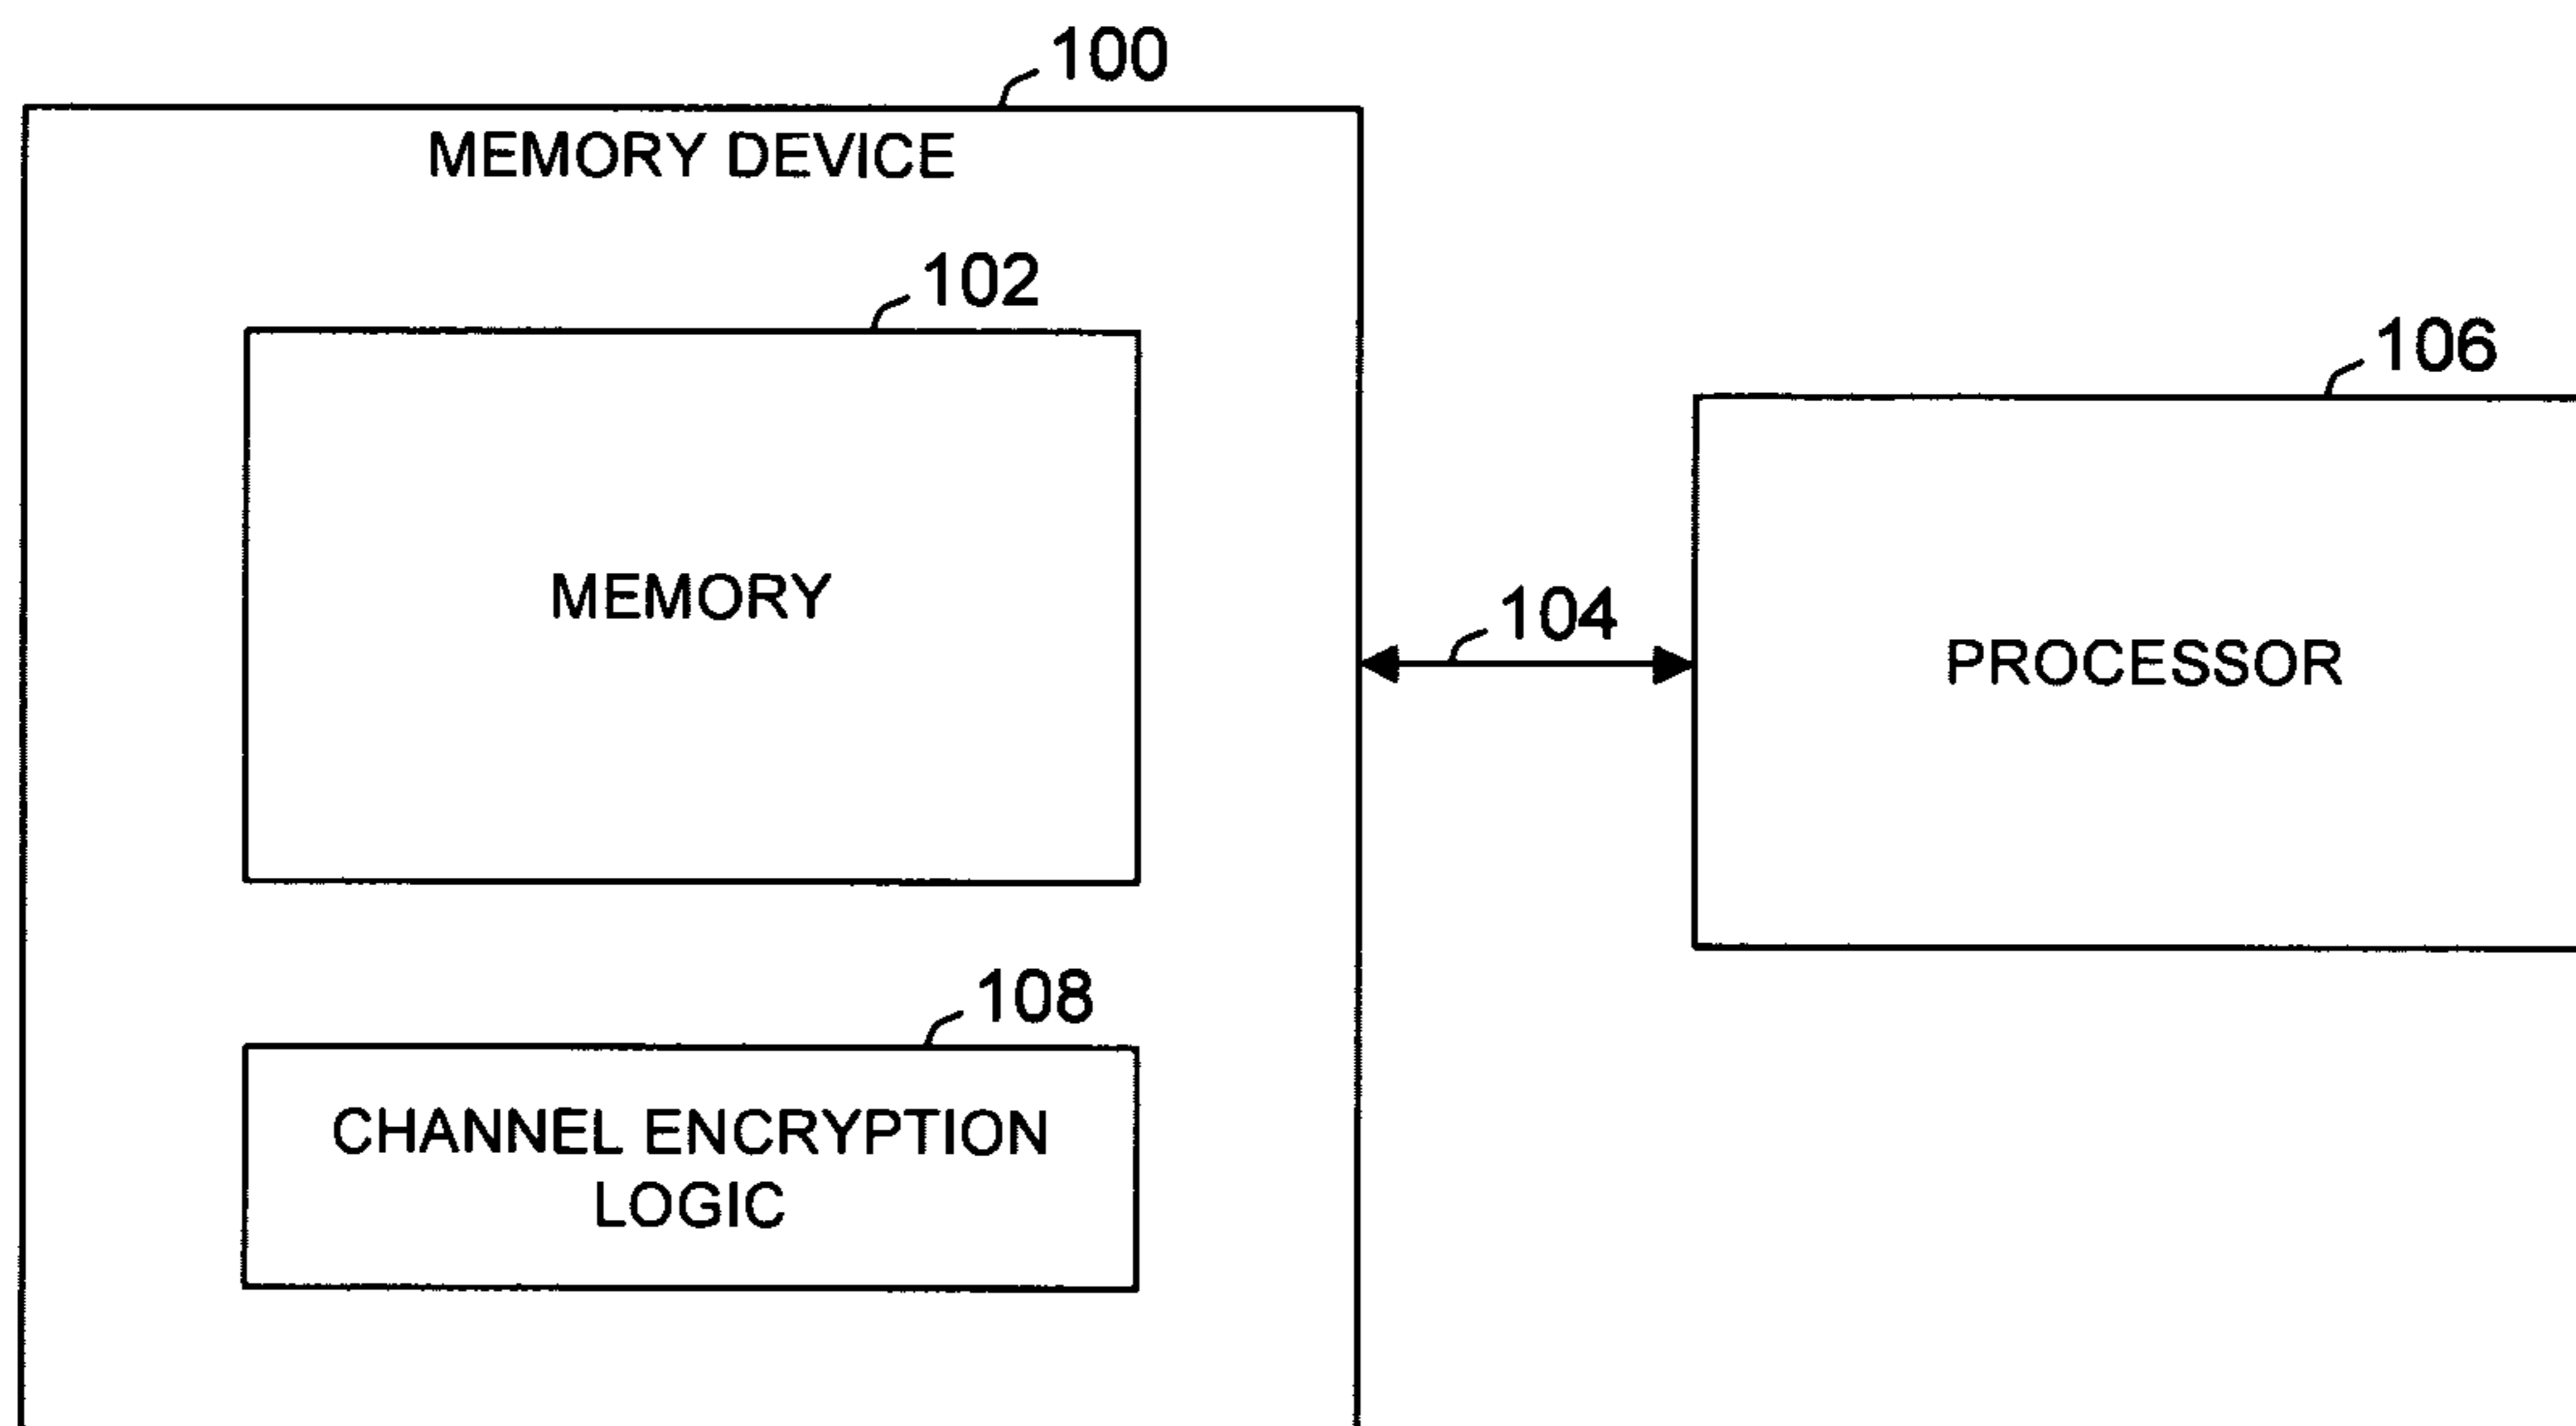 100
MEMORY DEVICE
102
MEMORY
104
106
PROCESSOR
108
CHANNEL ENCRYPTION
LOGIC